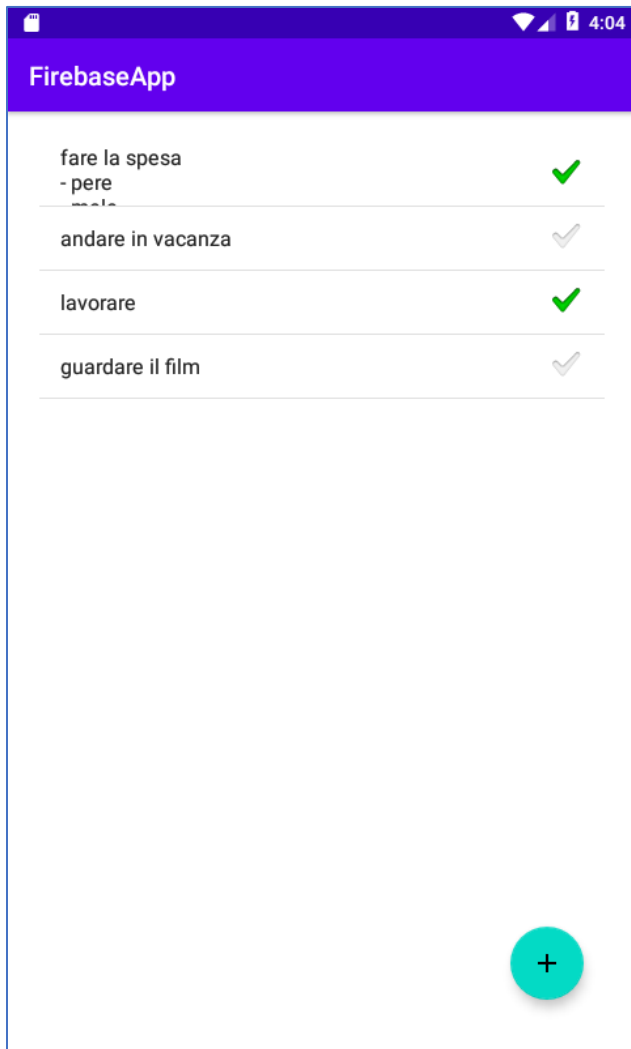 4:04
FirebaseApp
fare la spesa
- pere
andare in vacanza
lavorare
guardare il film
+